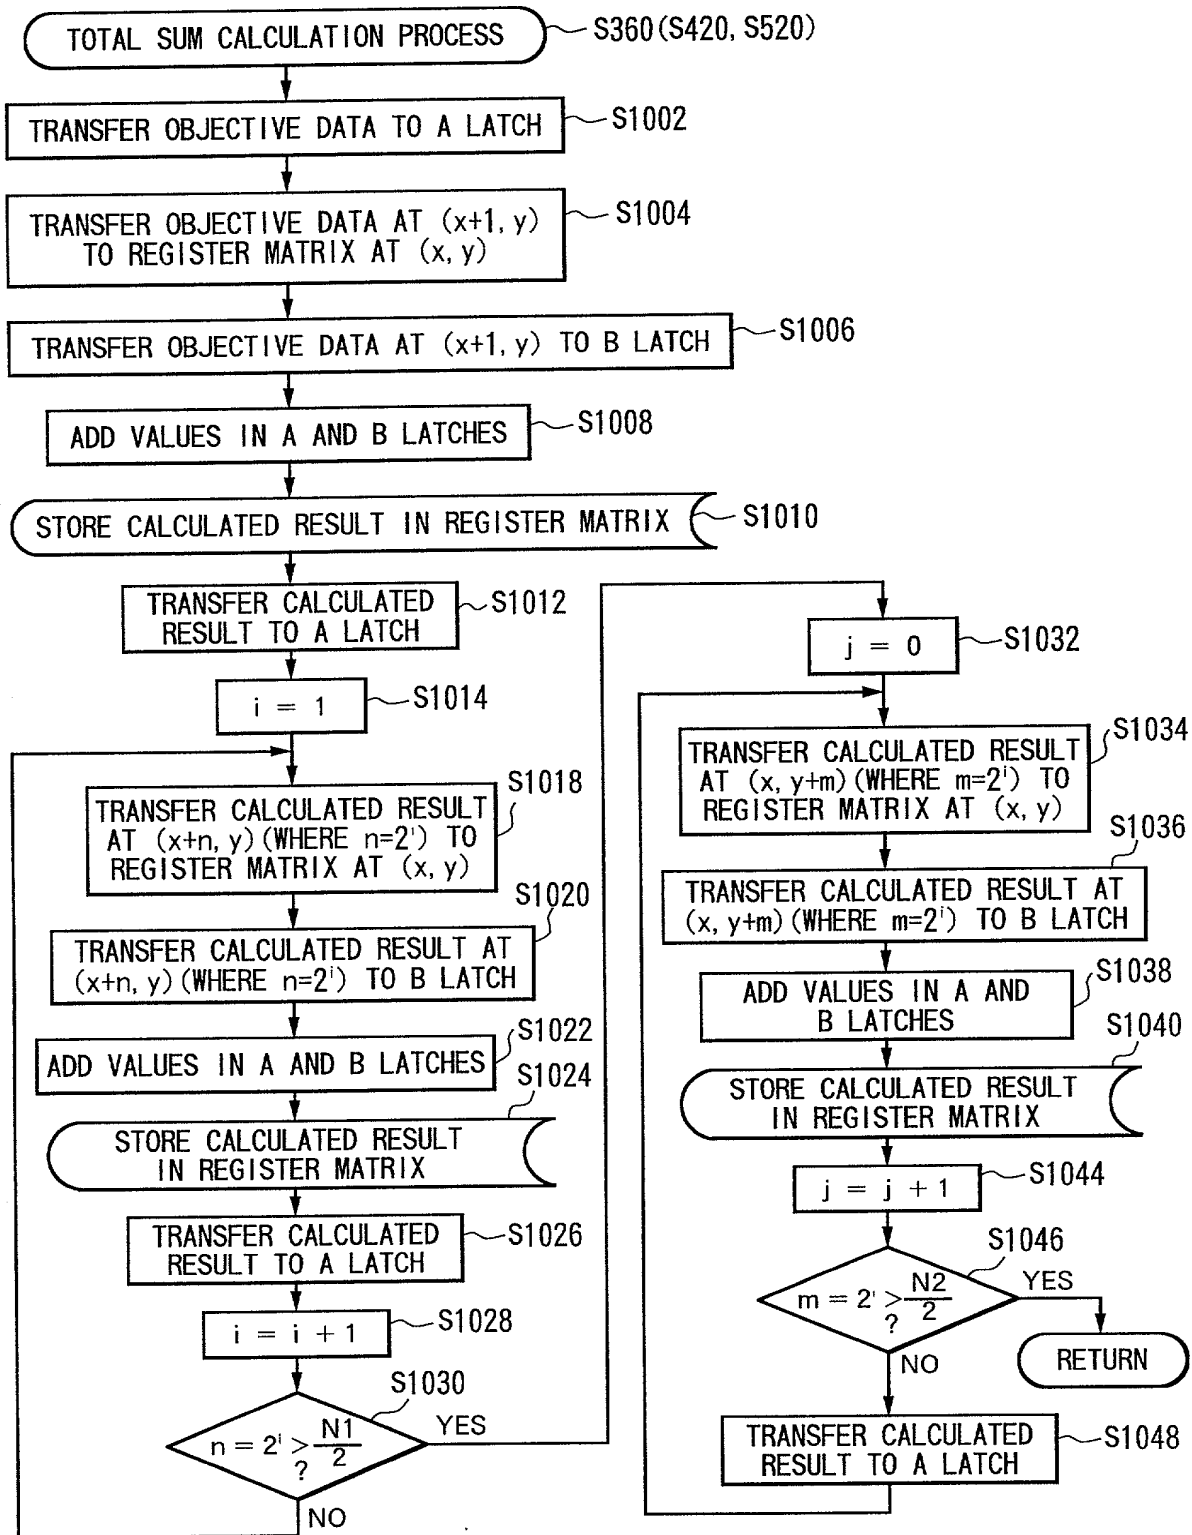 TOTAL SUM CALCULATION PROCESS
S360(S420, S520)
TRANSFER OBJECTIVE DATA TO A LATCH
S1002
TRANSFER OBJECTIVE DATA AT (x+1, y)
TO REGISTER MATRIX AT (x, y)
S1004
TRANSFER OBJECTIVE DATA AT (x+1, y) TO B LATCH
S1006
ADD VALUES IN A AND B LATCHES
S1008
STORE CALCULATED RESULT IN REGISTER MATRIX
S1010
TRANSFER CALCULATED
RESULT TO A LATCH
S1012
i = 1
S1014
TRANSFER CALCULATED RESULT
AT (x+n, y)(WHERE n=2ⁱ) TO
REGISTER MATRIX AT (x, y)
S1018
TRANSFER CALCULATED RESULT AT
(x+n, y)(WHERE n=2ⁱ) TO B LATCH
S1020
ADD VALUES IN A AND B LATCHES
S1022
STORE CALCULATED RESULT
IN REGISTER MATRIX
S1024
TRANSFER CALCULATED
RESULT TO A LATCH
S1026
i = i + 1
S1028
n = 2ⁱ > N1/2
?
S1030
YES
NO
j = 0
S1032
TRANSFER CALCULATED RESULT
AT (x, y+m)(WHERE m=2ⁱ) TO
REGISTER MATRIX AT (x, y)
S1034
TRANSFER CALCULATED RESULT AT
(x, y+m)(WHERE m=2ⁱ) TO B LATCH
S1036
ADD VALUES IN A AND
B LATCHES
S1038
STORE CALCULATED RESULT
IN REGISTER MATRIX
S1040
j = j + 1
S1044
m = 2ⁱ > N2/2
?
S1046
YES
NO
RETURN
TRANSFER CALCULATED
RESULT TO A LATCH
S1048